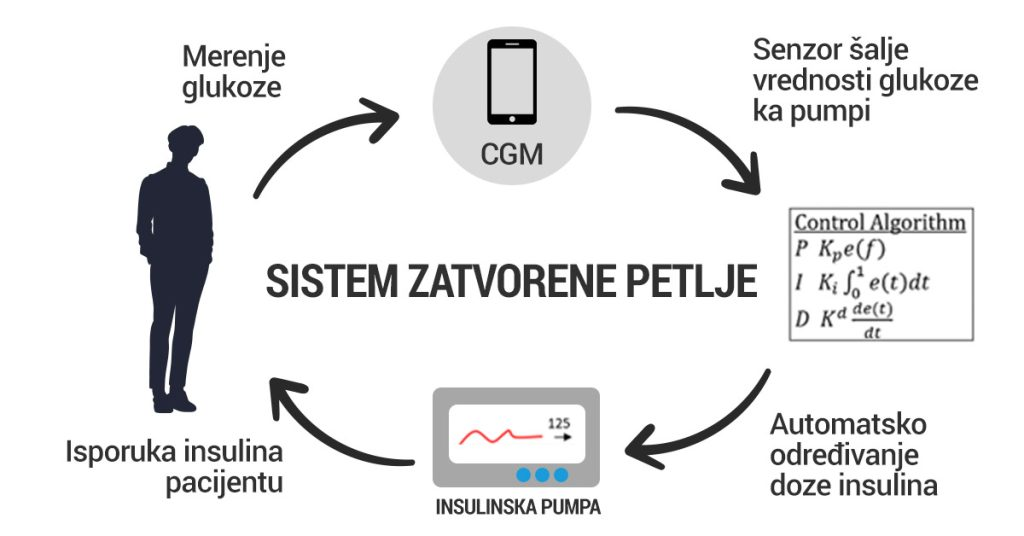 Merenje
glukoze
CGM
Senzor šalje
vrednosti glukoze
ka pumpi
SISTEM ZATVORENE PETLJE
Control Algorithm
P K_p e(f)
I K_i ∫_0^1 e(t)dt
D K^d de(t)/dt
Automatsko
određivanje
doze insulina
125
INSULINSKA PUMPA
Isporuka insulina
pacijentu